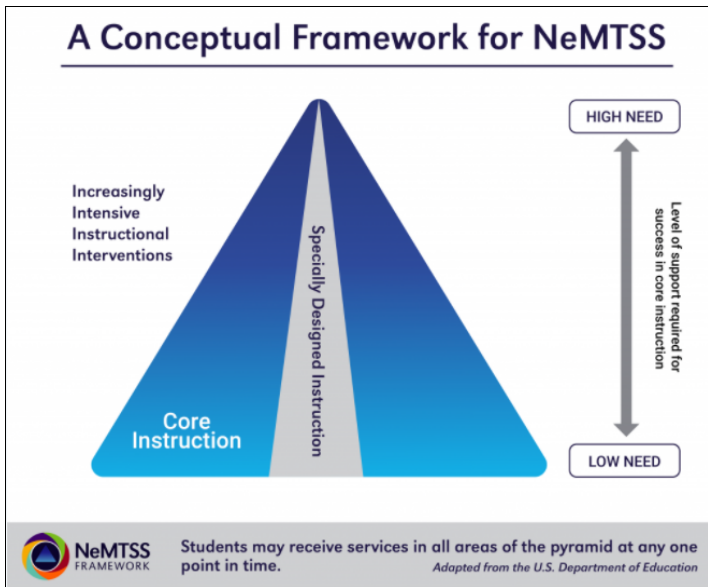 A Conceptual Framework for NeMTSS
HIGH NEED
Increasingly
Intensive
Instructional
Interventions
Specially Designed Instruction
Level of support required for
success in core instruction
Core
Instruction
LOW NEED
NeMTSS
FRAMEWORK
Students may receive services in all areas of the pyramid at any one
point in time.
Adapted from the U.S. Department of Education